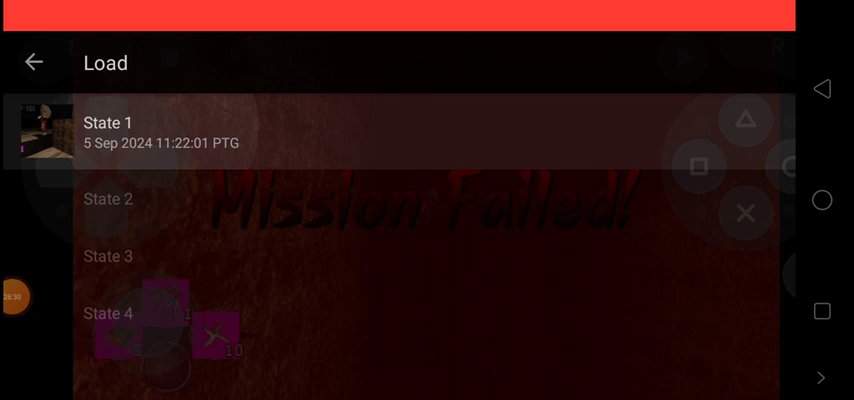 Load
State 1
5 Sep 2024 11:22:01 PTG
State 2
Mission Failed!
State 3
26:30
State 4
1
10